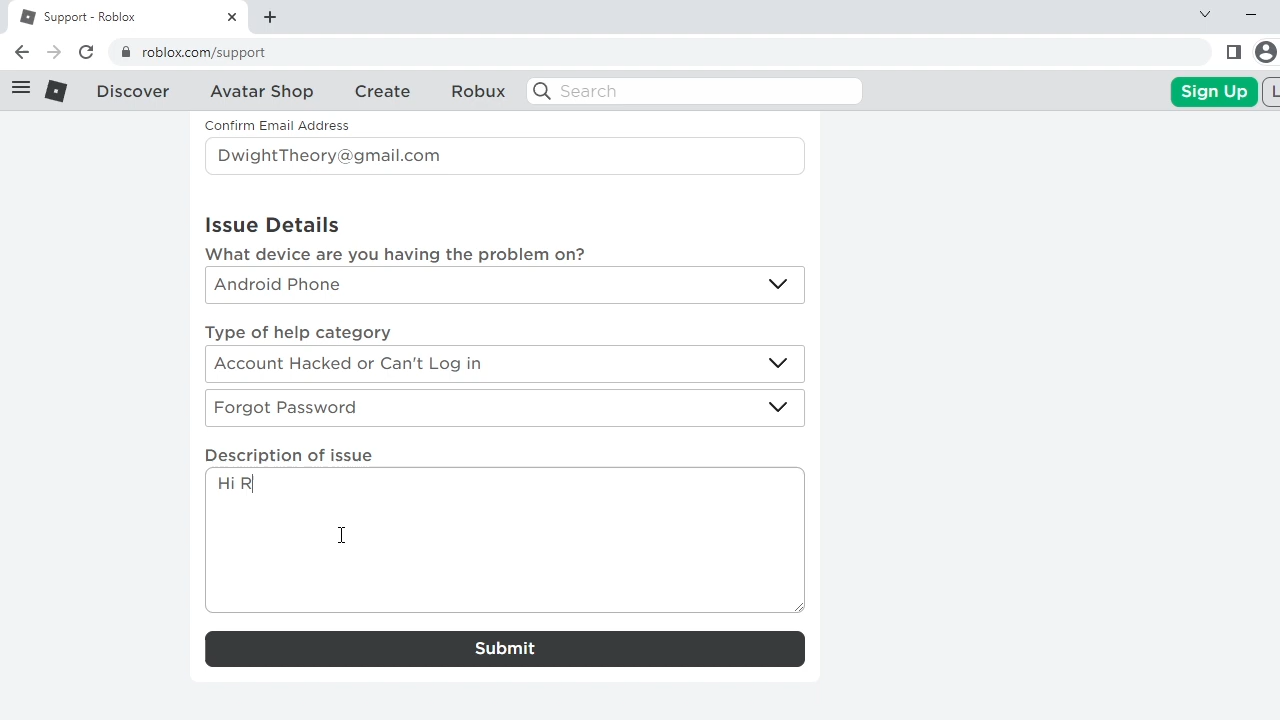 Support - Roblox
roblox.com/support
Discover Avatar Shop Create Robux Search Sign Up L
Confirm Email Address
DwightTheory@gmail.com
Issue Details
What device are you having the problem on?
Android Phone
Type of help category
Account Hacked or Can't Log in
Forgot Password
Description of issue
Hi R
Submit